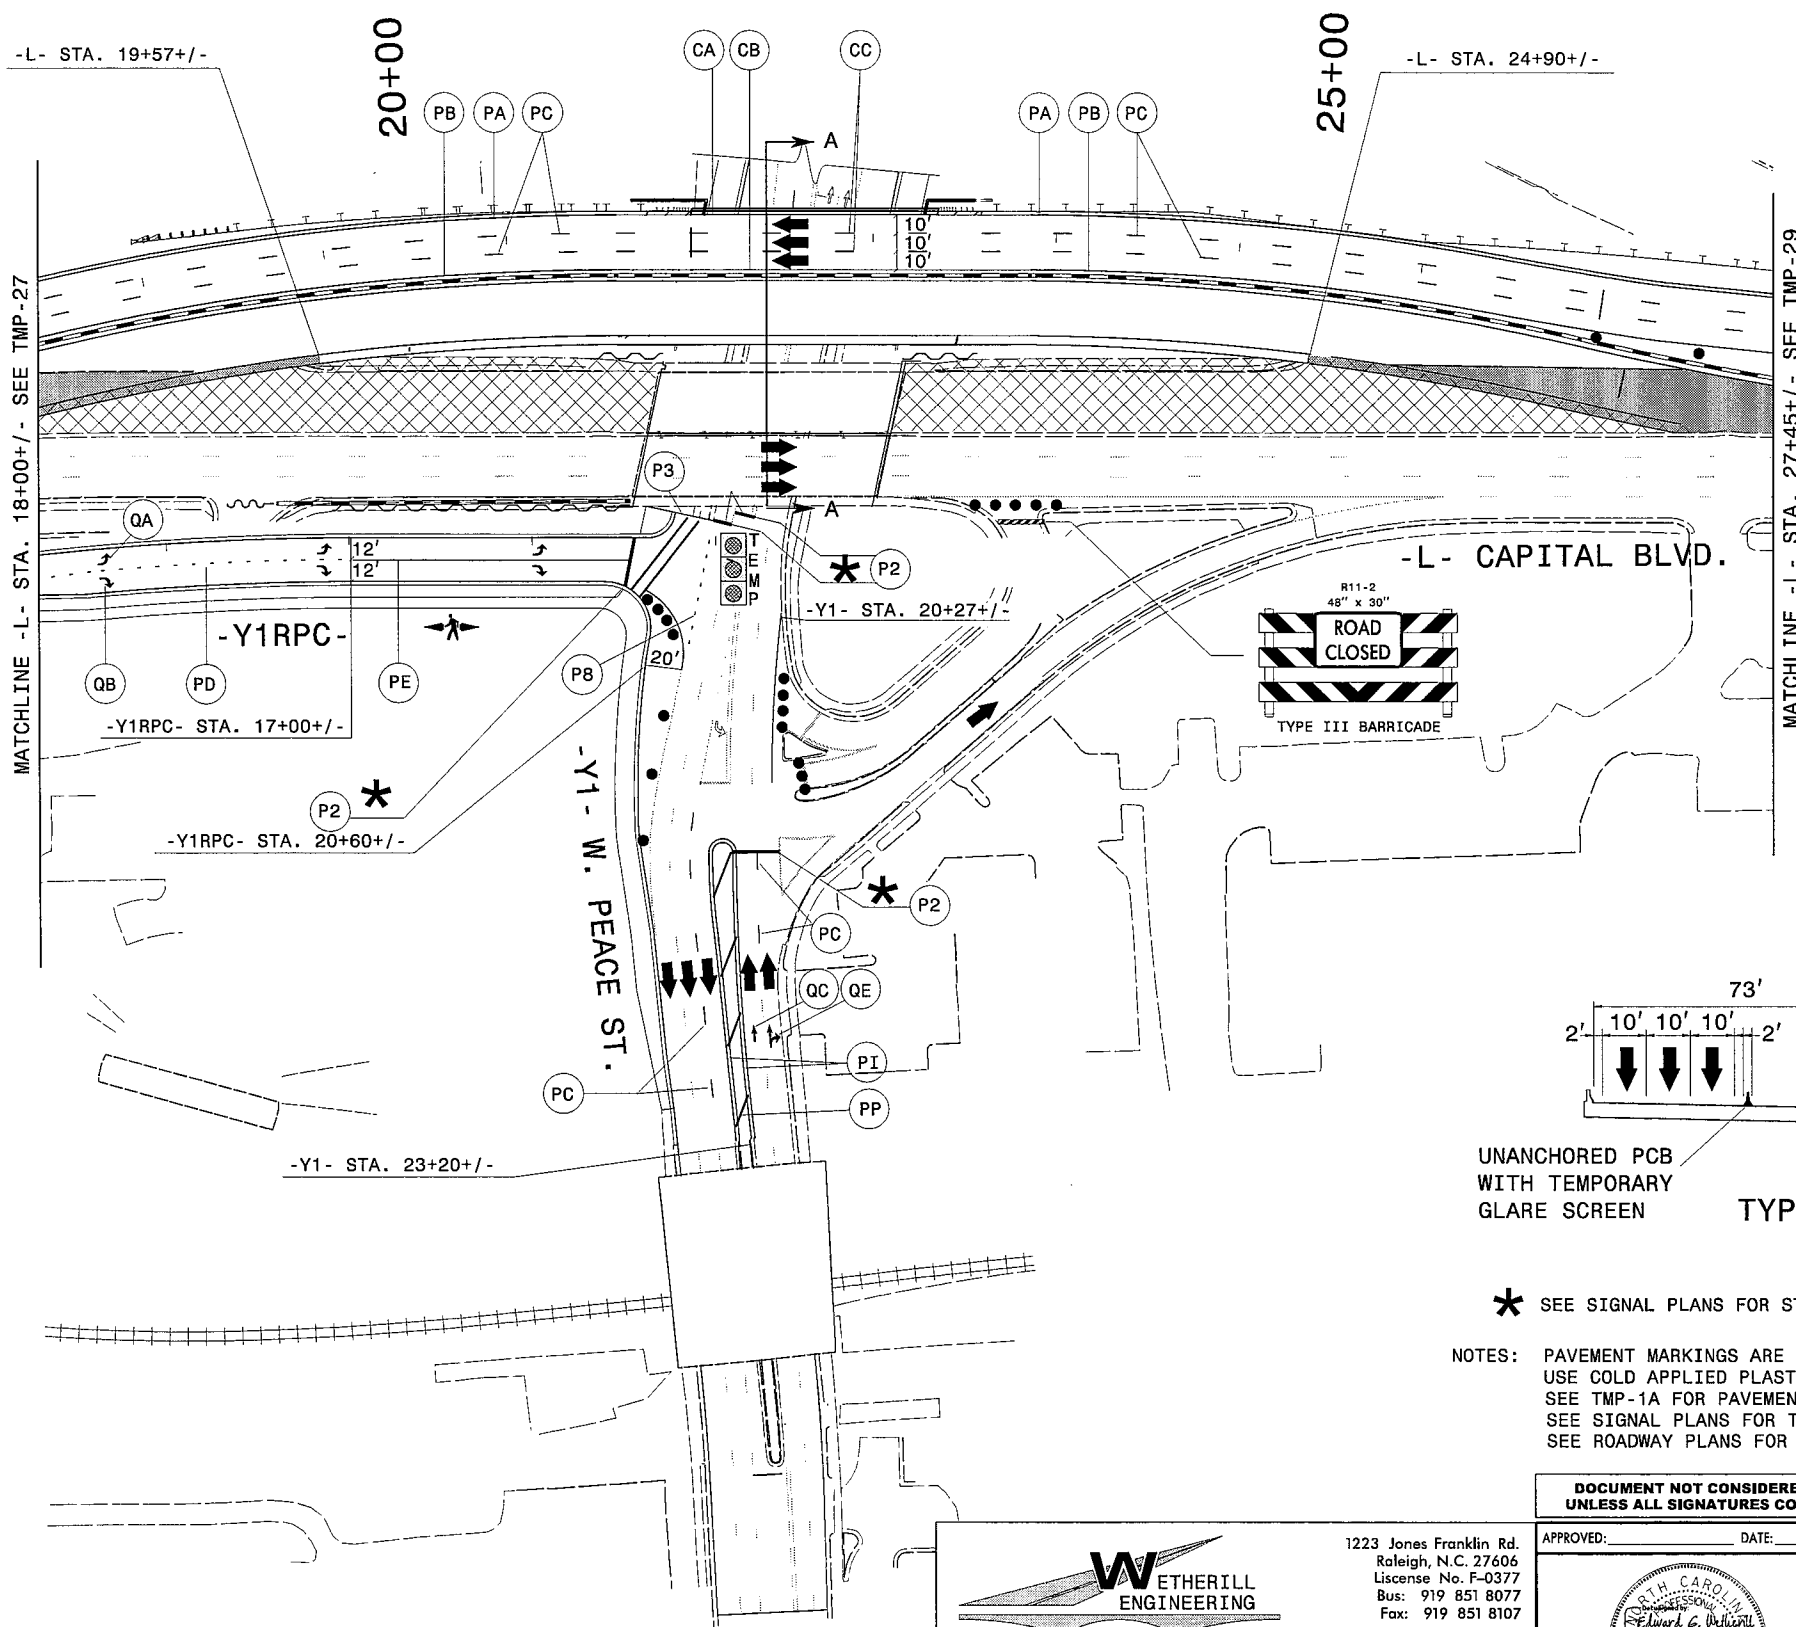 -L- STA. 19+57+/-
20+00
CA
CB
CC
25+00
-L- STA. 24+90+/-
PB
PA
PC
PA
PB
PC
A
10'
10'
10'
MATCHLINE -L- STA. 18+00+/- SEE TMP-27
MATCHLINE -L- STA. 27+45+/- SEE TMP-29
P3
A
QA
12'
12'
T
E
M
P
P2
-L- CAPITAL BLVD.
-Y1- STA. 20+27+/-
R11-2
48" x 30"
ROAD
CLOSED
TYPE III BARRICADE
-Y1RPC-
QB
PD
PE
P8
20'
-Y1RPC- STA. 17+00+/-
P2
-Y1RPC- STA. 20+60+/-
-Y1- W. PEACE ST.
P2
PC
QC
QE
PI
PC
PP
-Y1- STA. 23+20+/-
73'
2'
10'
10'
10'
2'
UNANCHORED PCB
WITH TEMPORARY
GLARE SCREEN
TYP
* SEE SIGNAL PLANS FOR ST
NOTES: PAVEMENT MARKINGS ARE
USE COLD APPLIED PLAST
SEE TMP-1A FOR PAVEMEN
SEE SIGNAL PLANS FOR T
SEE ROADWAY PLANS FOR
DOCUMENT NOT CONSIDERE
UNLESS ALL SIGNATURES CO
APPROVED: DATE:
WETHERILL
ENGINEERING
1223 Jones Franklin Rd.
Raleigh, N.C. 27606
Liscense No. F-0377
Bus: 919 851 8077
Fax: 919 851 8107
NORTH CAROLIN
PROFESSIONAL
Edward G. Wetherill